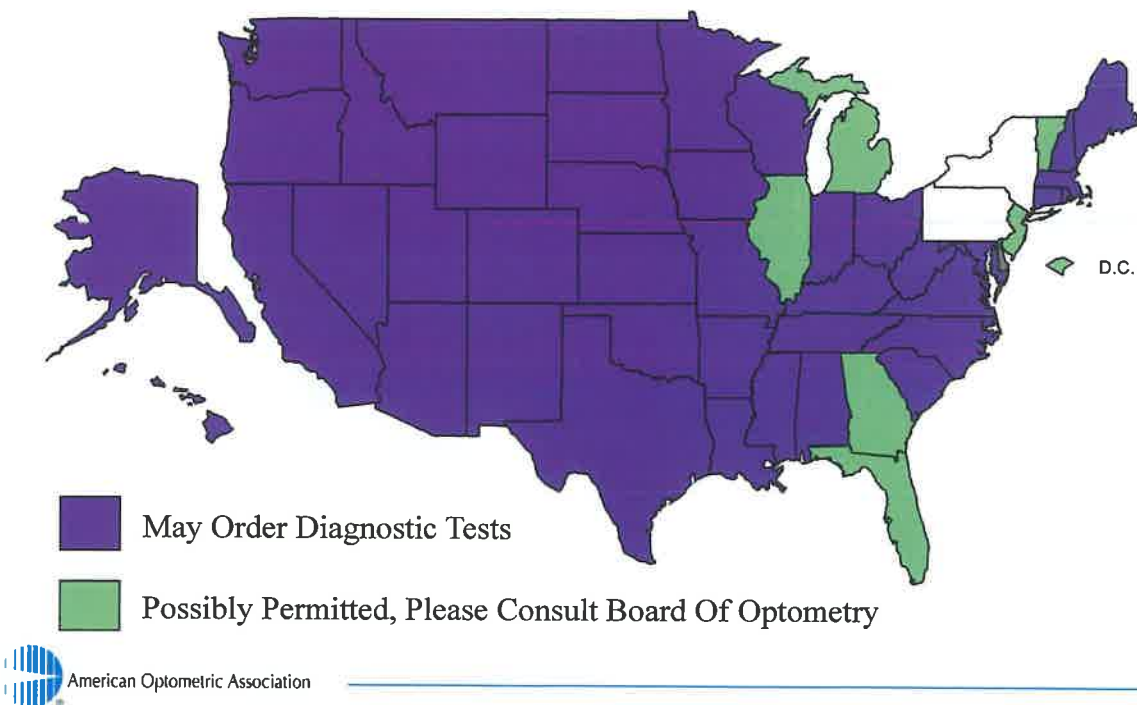 D.C.
May Order Diagnostic Tests
Possibly Permitted, Please Consult Board Of Optometry
American Optometric Association